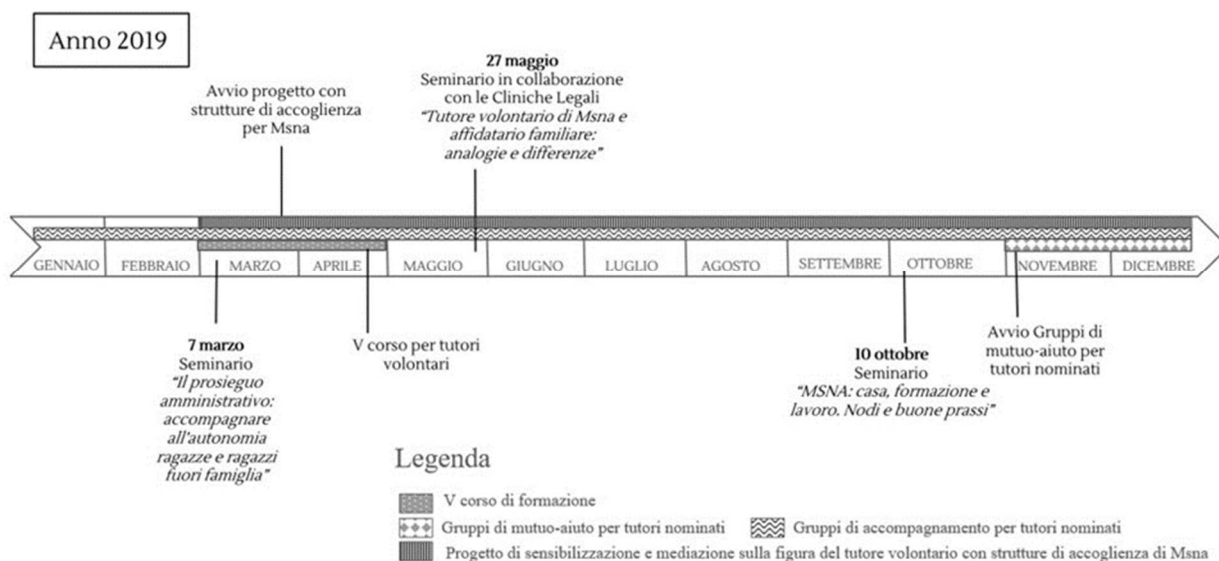 Anno 2019
Avvio progetto con
strutture di accoglienza
per Msna
27 maggio
Seminario in collaborazione
con le Cliniche Legali
“Tutore volontario di Msna e
affidatario familiare:
analogie e differenze”
GENNAIO
FEBBRAIO
MARZO
APRILE
MAGGIO
GIUGNO
LUGLIO
AGOSTO
SETTEMBRE
OTTOBRE
NOVEMBRE
DICEMBRE
7 marzo
Seminario
“Il prosieguo
amministrativo:
accompagnare
all'autonomia
ragazze e ragazzi
fuori famiglia”
V corso per tutori
volontari
10 ottobre
Seminario
“MSNA: casa, formazione e
lavoro. Nodi e buone prassi”
Avvio Gruppi di
mutuo-aiuto per
tutori nominati
Legenda
V corso di formazione
Gruppi di mutuo-aiuto per tutori nominati
Gruppi di accompagnamento per tutori nominati
Progetto di sensibilizzazione e mediazione sulla figura del tutore volontario con strutture di accoglienza di Msna